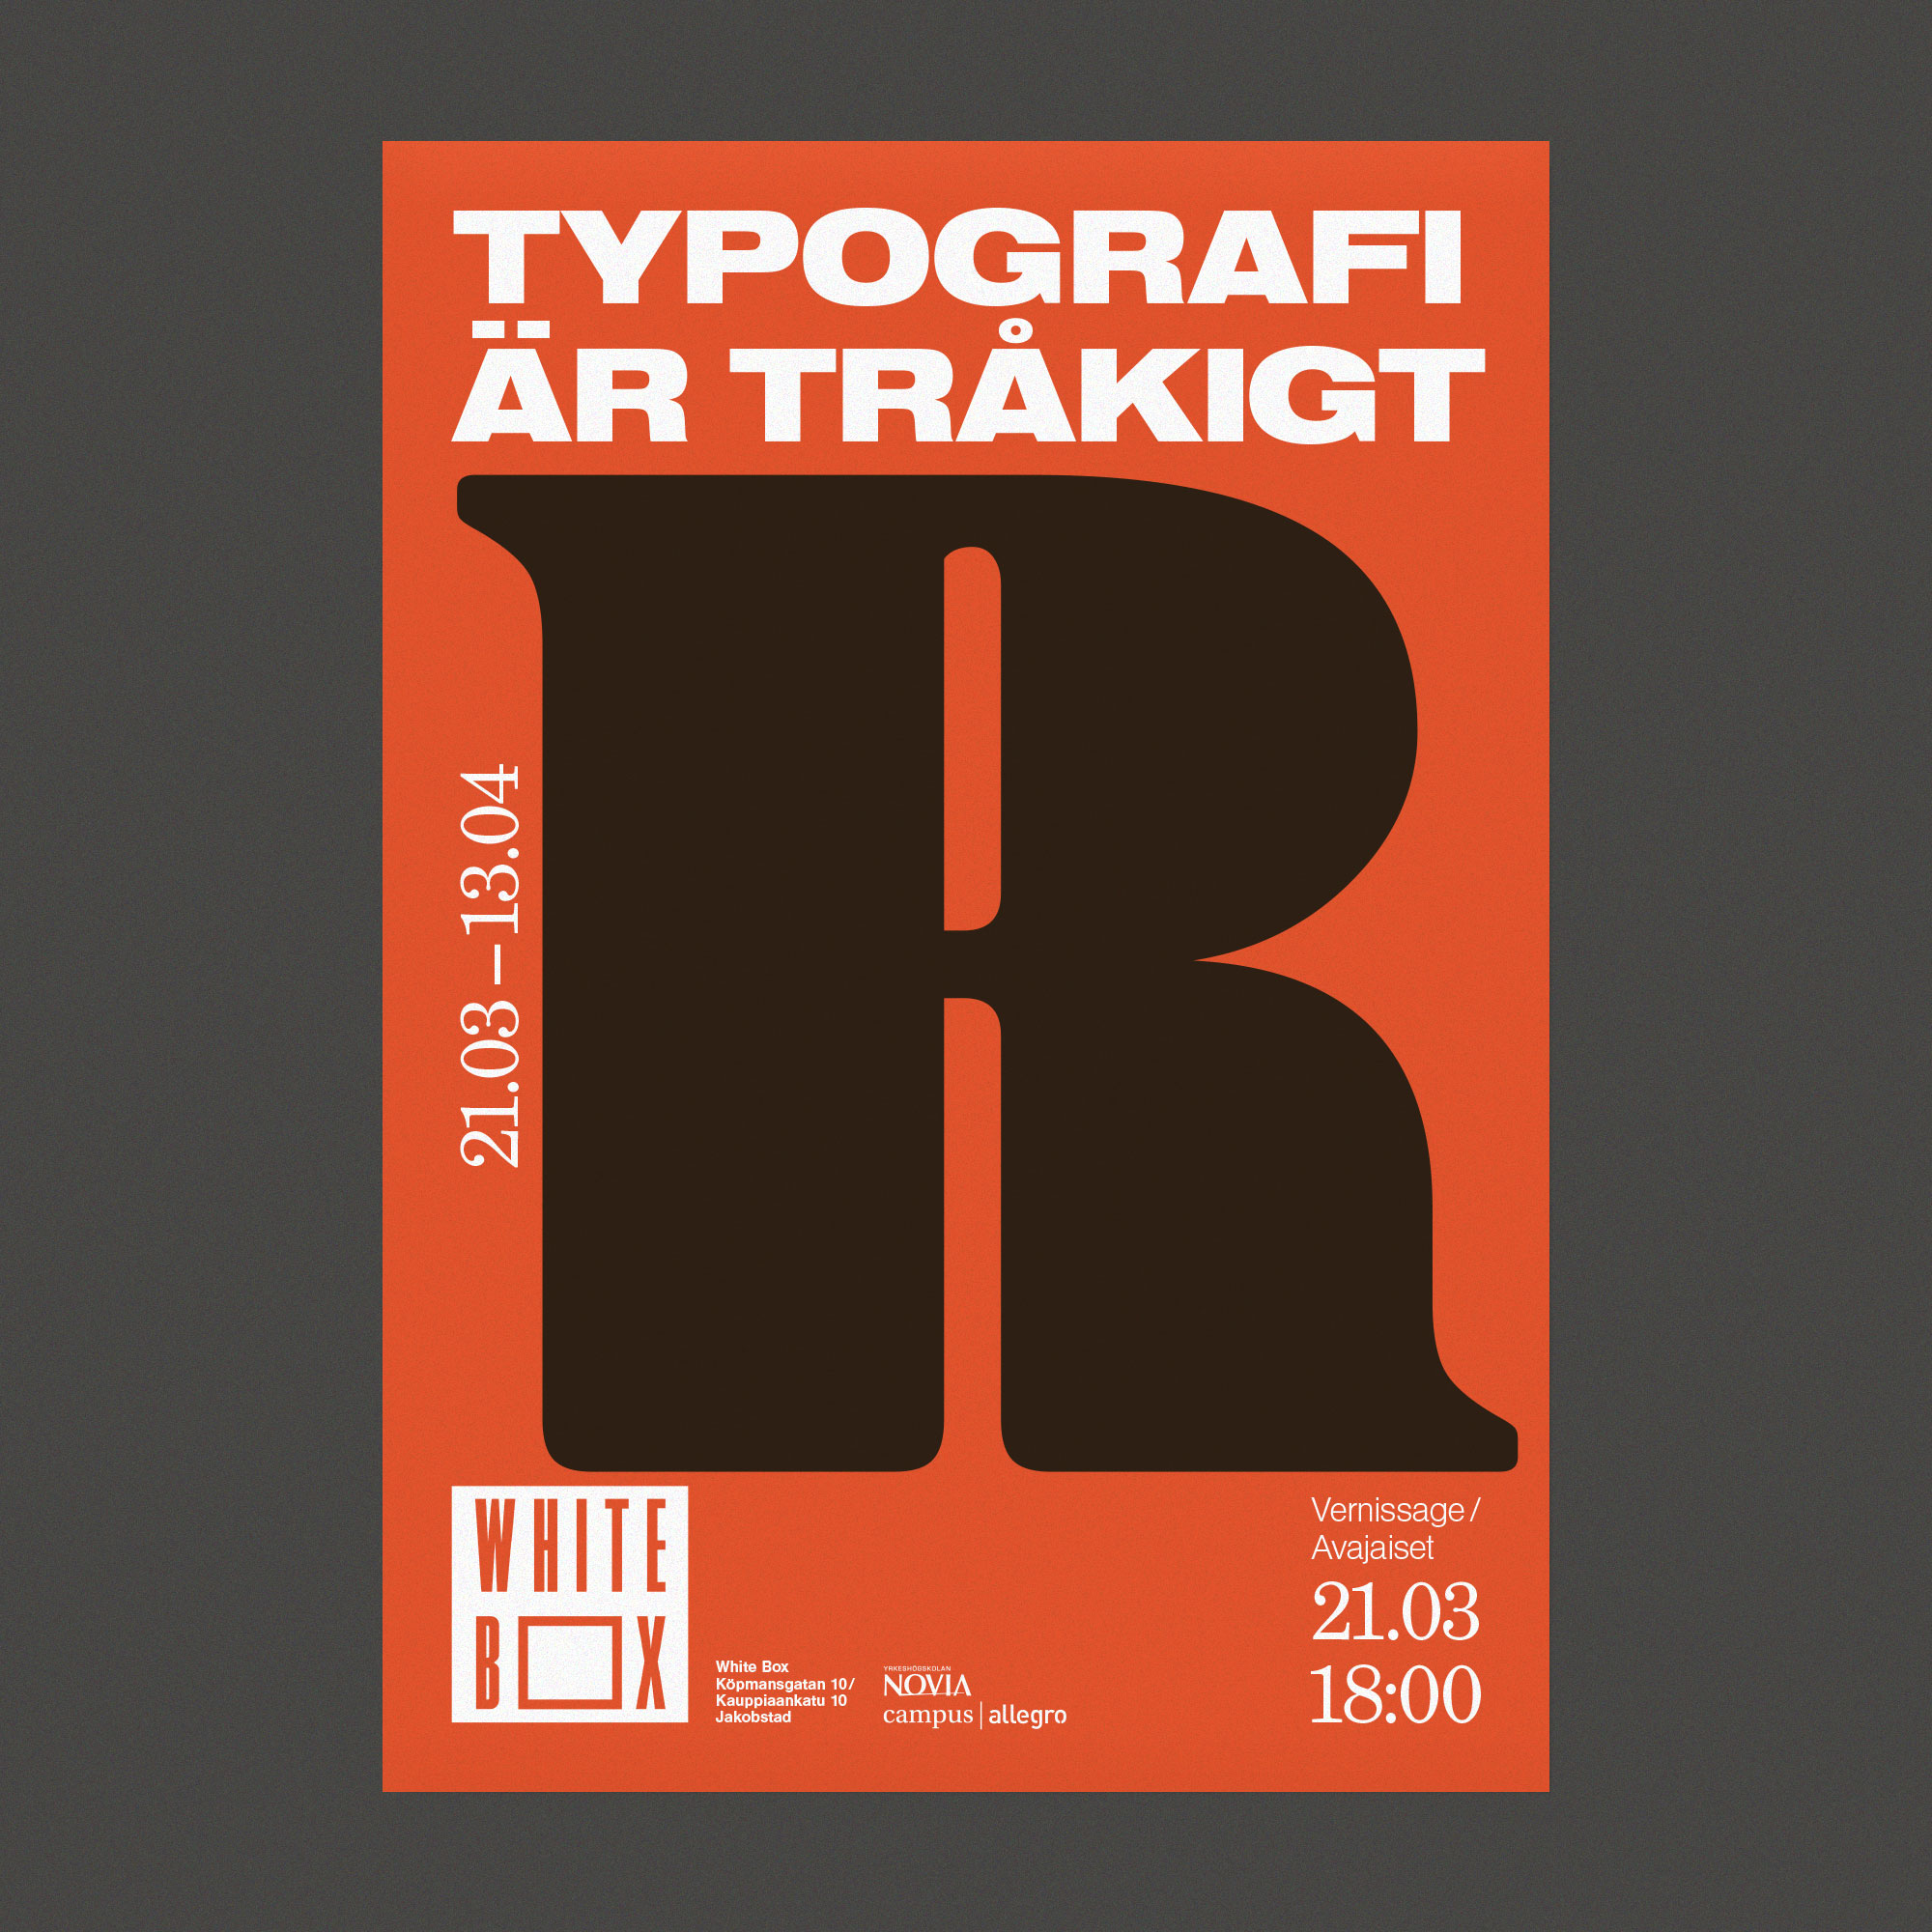 TYPOGRAFI
ÄR TRÅKIGT
R
21.03–13.04
WHITE
BOX
White Box
Köpmansgatan 10/
Kauppiaankatu 10
Jakobstad
YRKESHÖGSKOLAN
NOVIA
campus | allegro
Vernissage /
Avajaiset
21.03
18:00